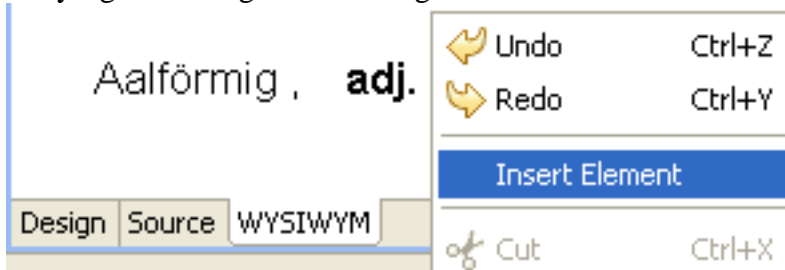 Aalförmig , adj.
Undo Ctrl+Z
Redo Ctrl+Y
Insert Element
Design Source WYSIWYM
Cut Ctrl+X